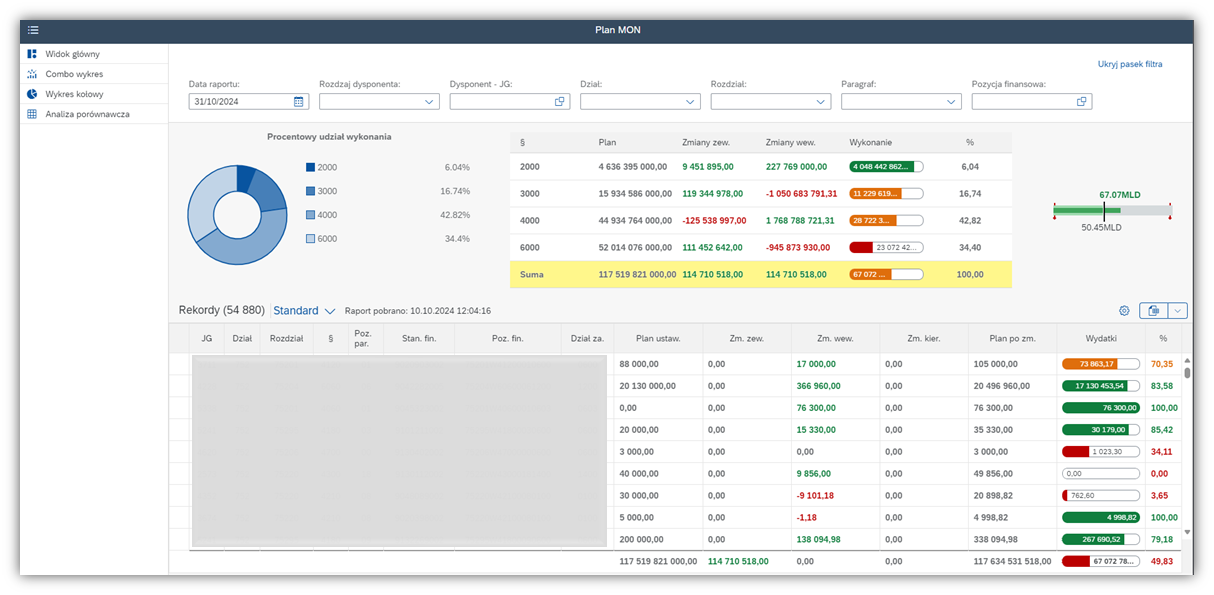 Plan MON
Widok główny
Combo wykres
Wykres kołowy
Analiza porównawcza
Ukryj pasek filtra
Data raportu: Rozdzaj dysponenta: Dysponent - JG: Dział: Rozdział: Paragraf: Pozycja finansowa:
31/10/2024
Procentowy udział wykonania
2000 6.04%
3000 16.74%
4000 42.82%
6000 34.4%
§ Plan Zmiany zew. Zmiany wew. Wykonanie %
2000 4 636 395 000,00 9 451 895,00 227 769 000,00 4 048 442 862... 6,04
3000 15 934 586 000,00 119 344 978,00 -1 050 683 791,31 11 229 619... 16,74
4000 44 934 764 000,00 -125 538 997,00 1 768 788 721,31 28 722 3... 42,82
6000 52 014 076 000,00 111 452 642,00 -945 873 930,00 23 072 42... 34,40
Suma 117 519 821 000,00 114 710 518,00 114 710 518,00 67 072 ... 100,00
67.07MLD
50.45MLD
Rekordy (54 880) Standard Raport pobrano: 10.10.2024 12:04:16
JG Dział Rozdział § Poz. par. Stan. fin. Poz. fin. Dział za. Plan ustaw. Zm. zew. Zm. wew. Zm. kier. Plan po zm. Wydatki %
88 000,00 0,00 17 000,00 0,00 105 000,00 73 863,17 70,35
20 130 000,00 0,00 366 960,00 0,00 20 496 960,00 17 130 453,54 83,58
0,00 0,00 76 300,00 0,00 76 300,00 76 300,00 100,00
20 000,00 0,00 15 330,00 0,00 35 330,00 30 179,00 85,42
3 000,00 0,00 0,00 0,00 3 000,00 1 023,30 34,11
40 000,00 0,00 9 856,00 0,00 49 856,00 0,00 0,00
30 000,00 0,00 -9 101,18 0,00 20 898,82 762,60 3,65
5 000,00 0,00 -1,18 0,00 4 998,82 4 998,82 100,00
200 000,00 0,00 138 094,98 0,00 338 094,98 267 690,52 79,18
117 519 821 000,00 114 710 518,00 0,00 0,00 117 634 531 518,00 67 072 78... 49,83